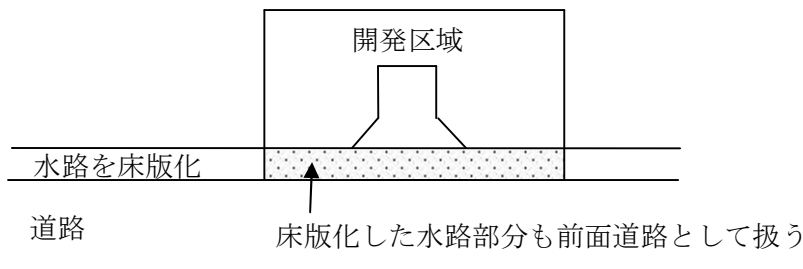 開発区域
水路を床版化
道路
床版化した水路部分も前面道路として扱う